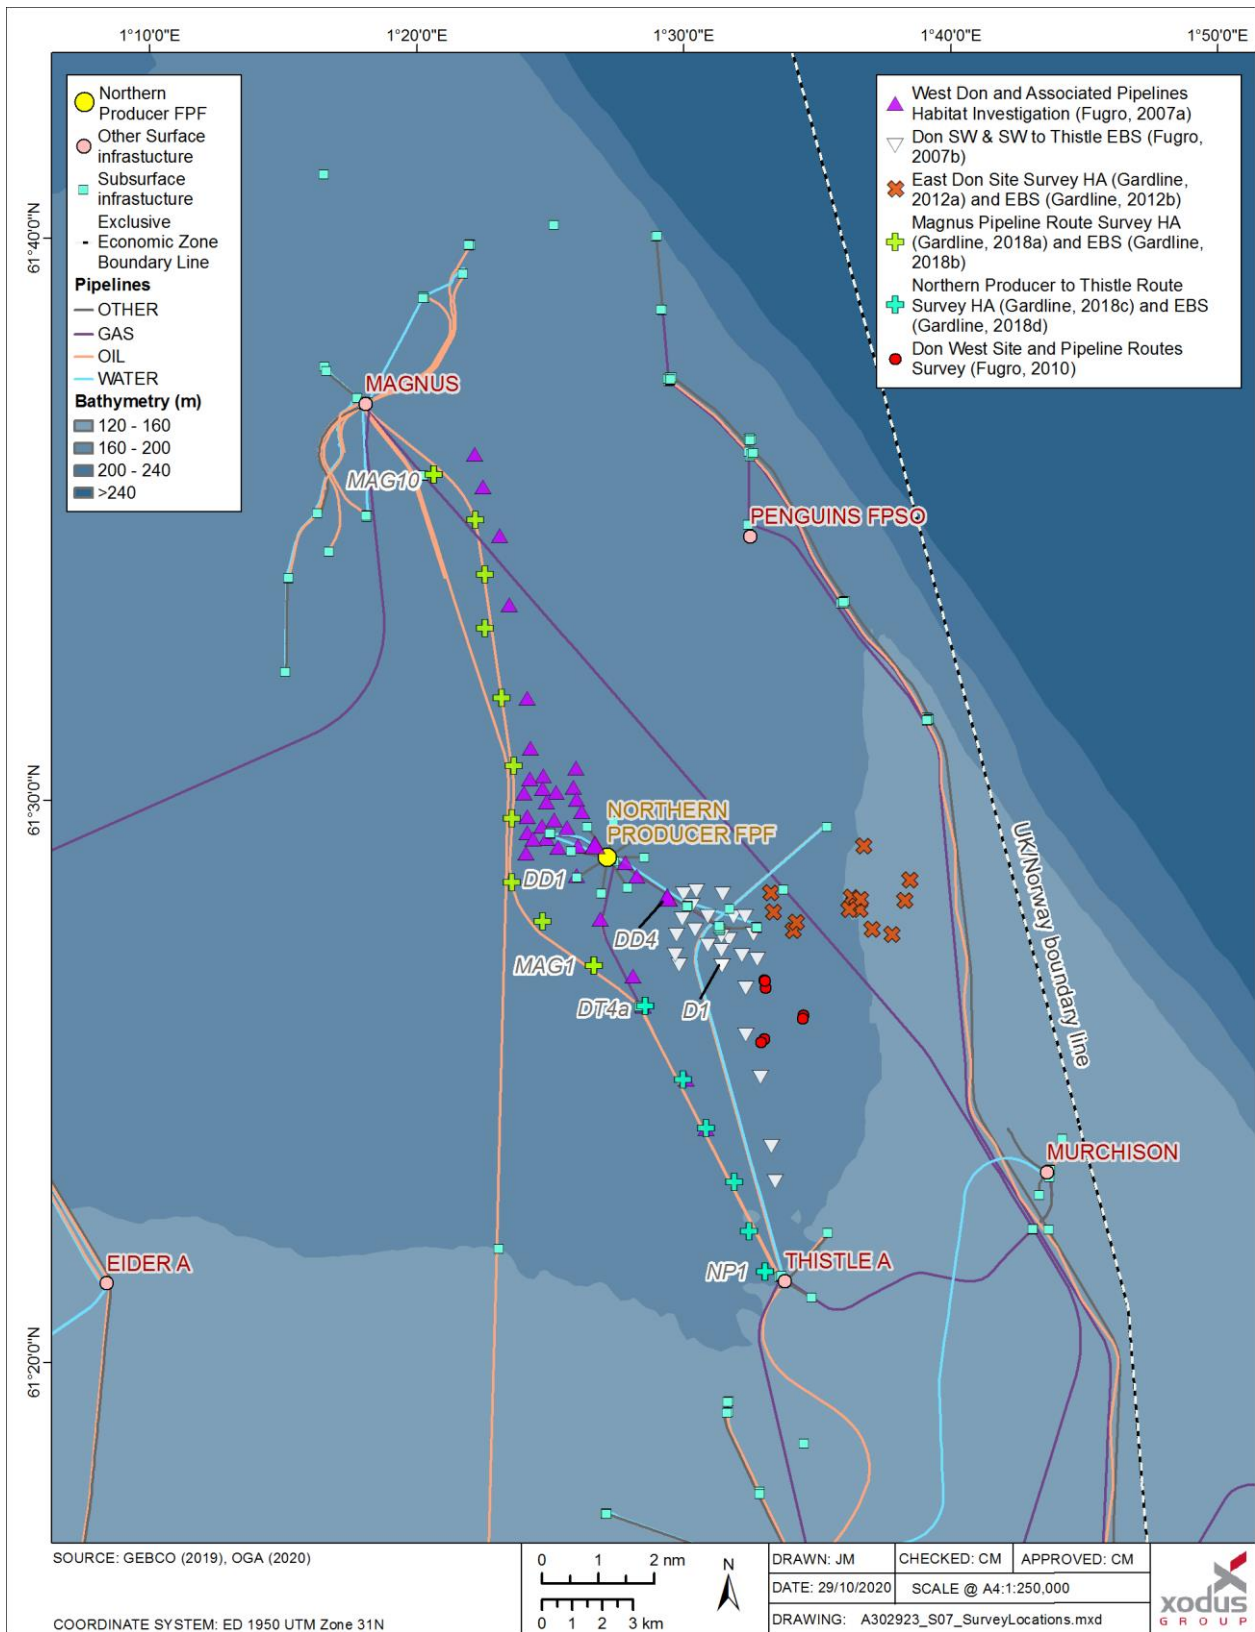 1°10'0"E
1°20'0"E
1°30'0"E
1°40'0"E
1°50'0"E
61°40'0"N
61°30'0"N
61°20'0"N
Northern
Producer FPF
Other Surface
infrastucture
Subsurface
infrastucture
Exclusive
Economic Zone
Boundary Line
Pipelines
OTHER
GAS
OIL
WATER
Bathymetry (m)
120 - 160
160 - 200
200 - 240
>240
West Don and Associated Pipelines
Habitat Investigation (Fugro, 2007a)
Don SW & SW to Thistle EBS (Fugro,
2007b)
East Don Site Survey HA (Gardline,
2012a) and EBS (Gardline, 2012b)
Magnus Pipeline Route Survey HA
(Gardline, 2018a) and EBS (Gardline,
2018b)
Northern Producer to Thistle Route
Survey HA (Gardline, 2018c) and EBS
(Gardline, 2018d)
Don West Site and Pipeline Routes
Survey (Fugro, 2010)
MAGNUS
MAG10
PENGUINS FPSO
NORTHERN
PRODUCER FPF
DD1
DD4
MAG1
DT4a
D1
UK/Norway boundary line
MURCHISON
EIDER A
NP1
THISTLE A
SOURCE: GEBCO (2019), OGA (2020)
COORDINATE SYSTEM: ED 1950 UTM Zone 31N
0 1 2 nm
0 1 2 3 km
N
DRAWN: JM
CHECKED: CM
APPROVED: CM
DATE: 29/10/2020
SCALE @ A4:1:250,000
DRAWING: A302923_S07_SurveyLocations.mxd
xodus
GROUP